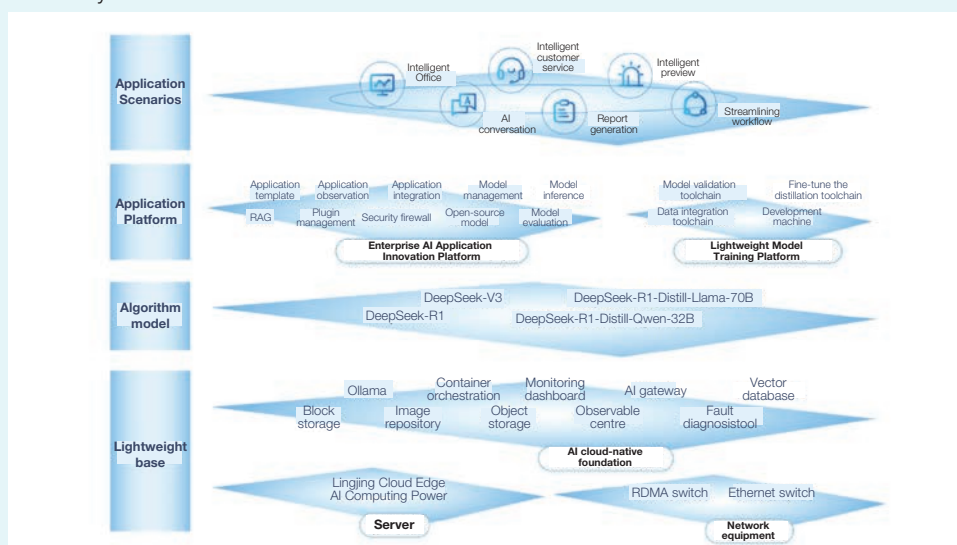 Application
Scenarios
Intelligent
Office
Intelligent
customer
service
Intelligent
preview
AI
conversation
Report
generation
Streamlining
workflow
Application
Platform
Application
template
Application
observation
Application
integration
Model
management
Model
inference
RAG
Plugin
management
Security firewall
Open-source
model
Model
evaluation
Enterprise AI Application
Innovation Platform
Model validation
toolchain
Fine-tune the
distillation toolchain
Data integration
toolchain
Development
machine
Lightweight Model
Training Platform
Algorithm
model
DeepSeek-V3
DeepSeek-R1-Distill-Llama-70B
DeepSeek-R1
DeepSeek-R1-Distill-Qwen-32B
Lightweight
base
Ollama
Container
orchestration
Monitoring
dashboard
AI gateway
Vector
database
Block
storage
Image
repository
Object
storage
Observable
centre
Fault
diagnosistool
AI cloud-native
foundation
Lingjing Cloud Edge
AI Computing Power
Server
RDMA switch
Ethernet switch
Network
equipment